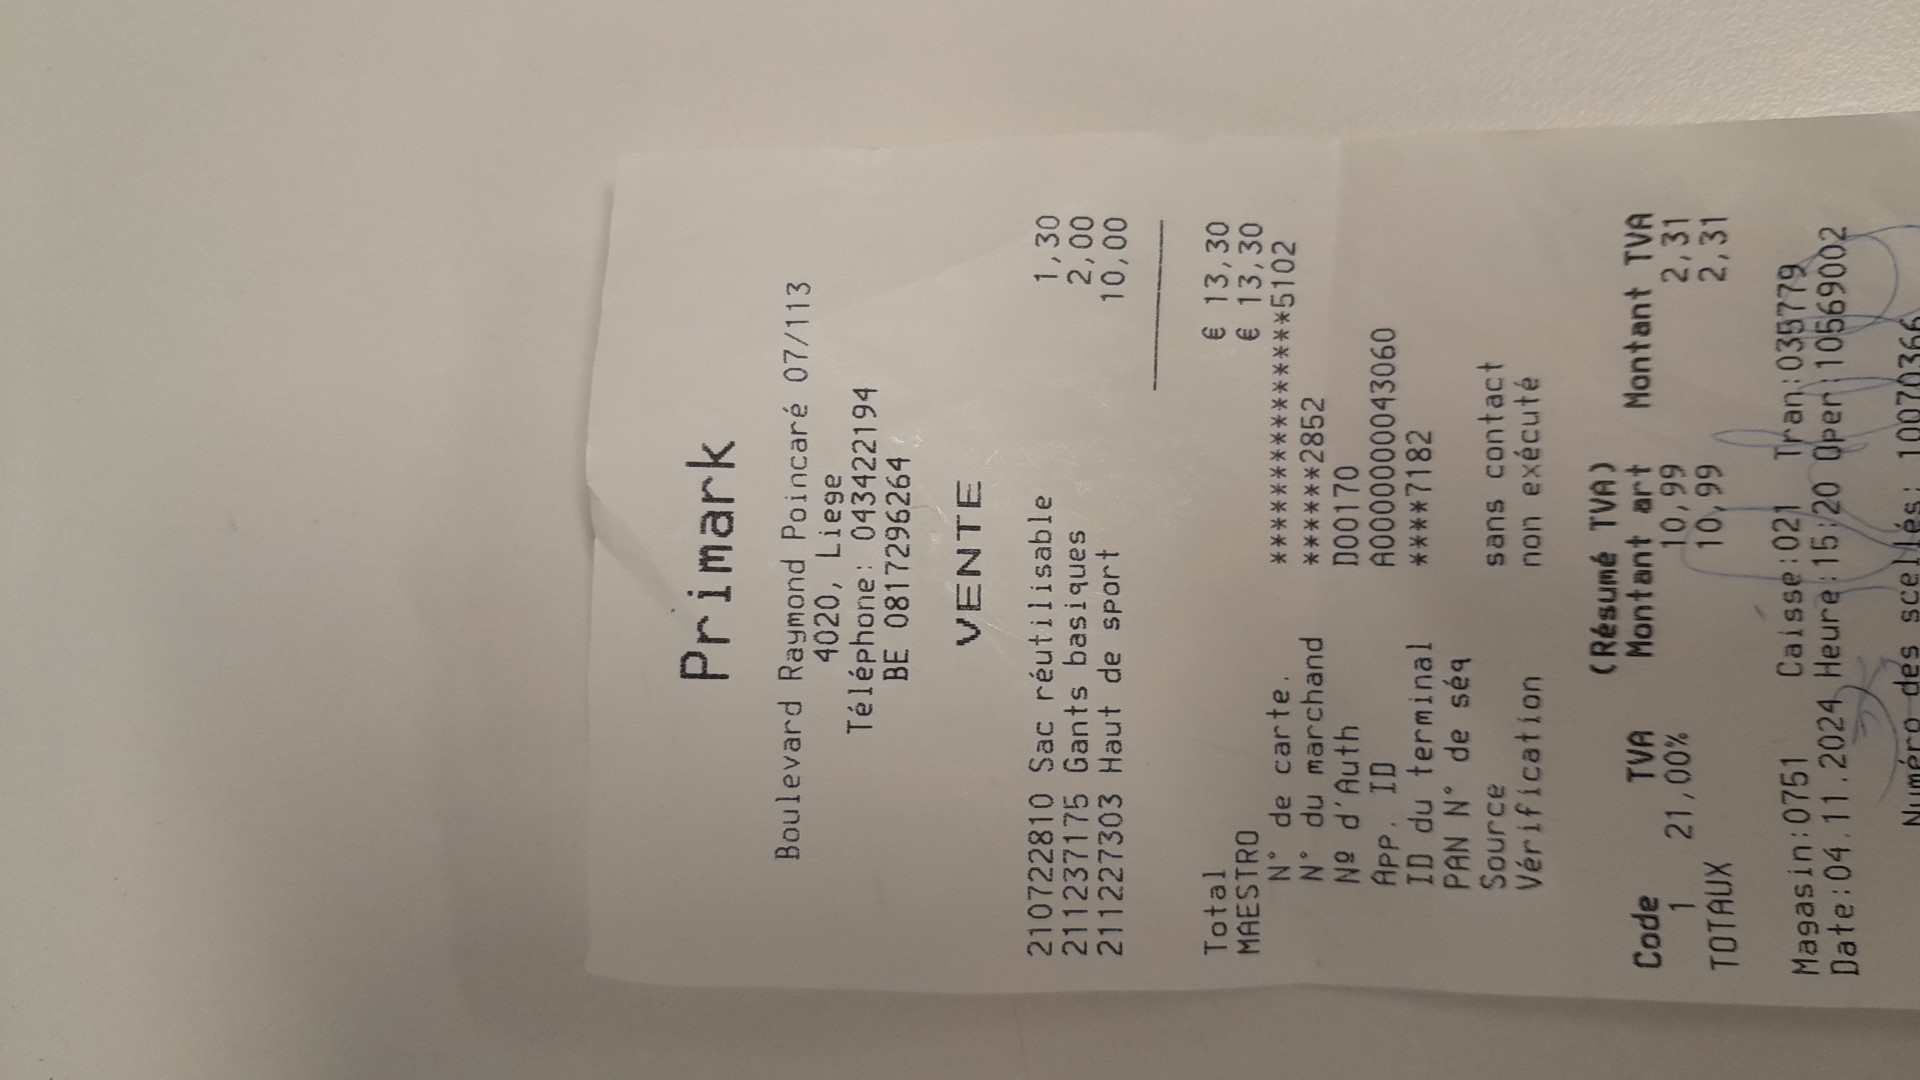 Primark
Boulevard Raymond Poincaré 07/113
4020, Liege
Téléphone: 043422194
BE 0817296264
VENTE
210722810 Sac réutilisable 1,30
211237175 Gants basiques 2,00
211227303 Haut de sport 10,00
Total € 13,30
MAESTRO € 13,30
N° de carte. ******************5102
N° du marchand ******2852
Nº d'Auth D00170
App. ID A0000000043060
ID du terminal ****7182
PAN N° de séq
Source sans contact
Vérification non exécuté
(Résumé TVA)
Code TVA Montant art Montant TVA
1 21,00% 10,99 2,31
TOTAUX 10,99 2,31
Magasin:0751 Caisse:021 Tran:035779
Date:04.11.2024 Heure:15:20 Oper:10569002
Numéro des scellés: 10070366